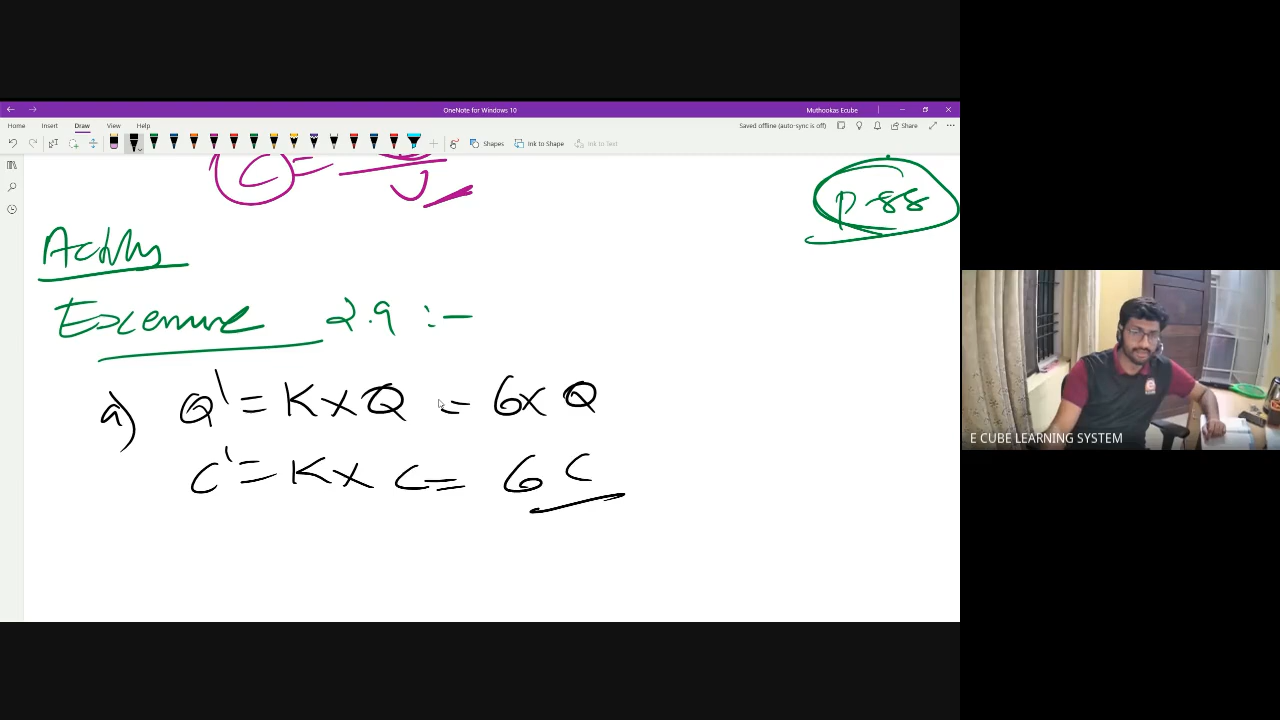 OneNote for Windows 10
Muthookas Ecube
Home Insert Draw View Help
Saved offline (auto-sync is off)
Share
Shapes
Ink to Shape
Ink to Text
C =
V
P-88
Activity
2.9 :-
a) Q' = K × Q = 6 × Q
C' = K × C = 6 C
E CUBE LEARNING SYSTEM